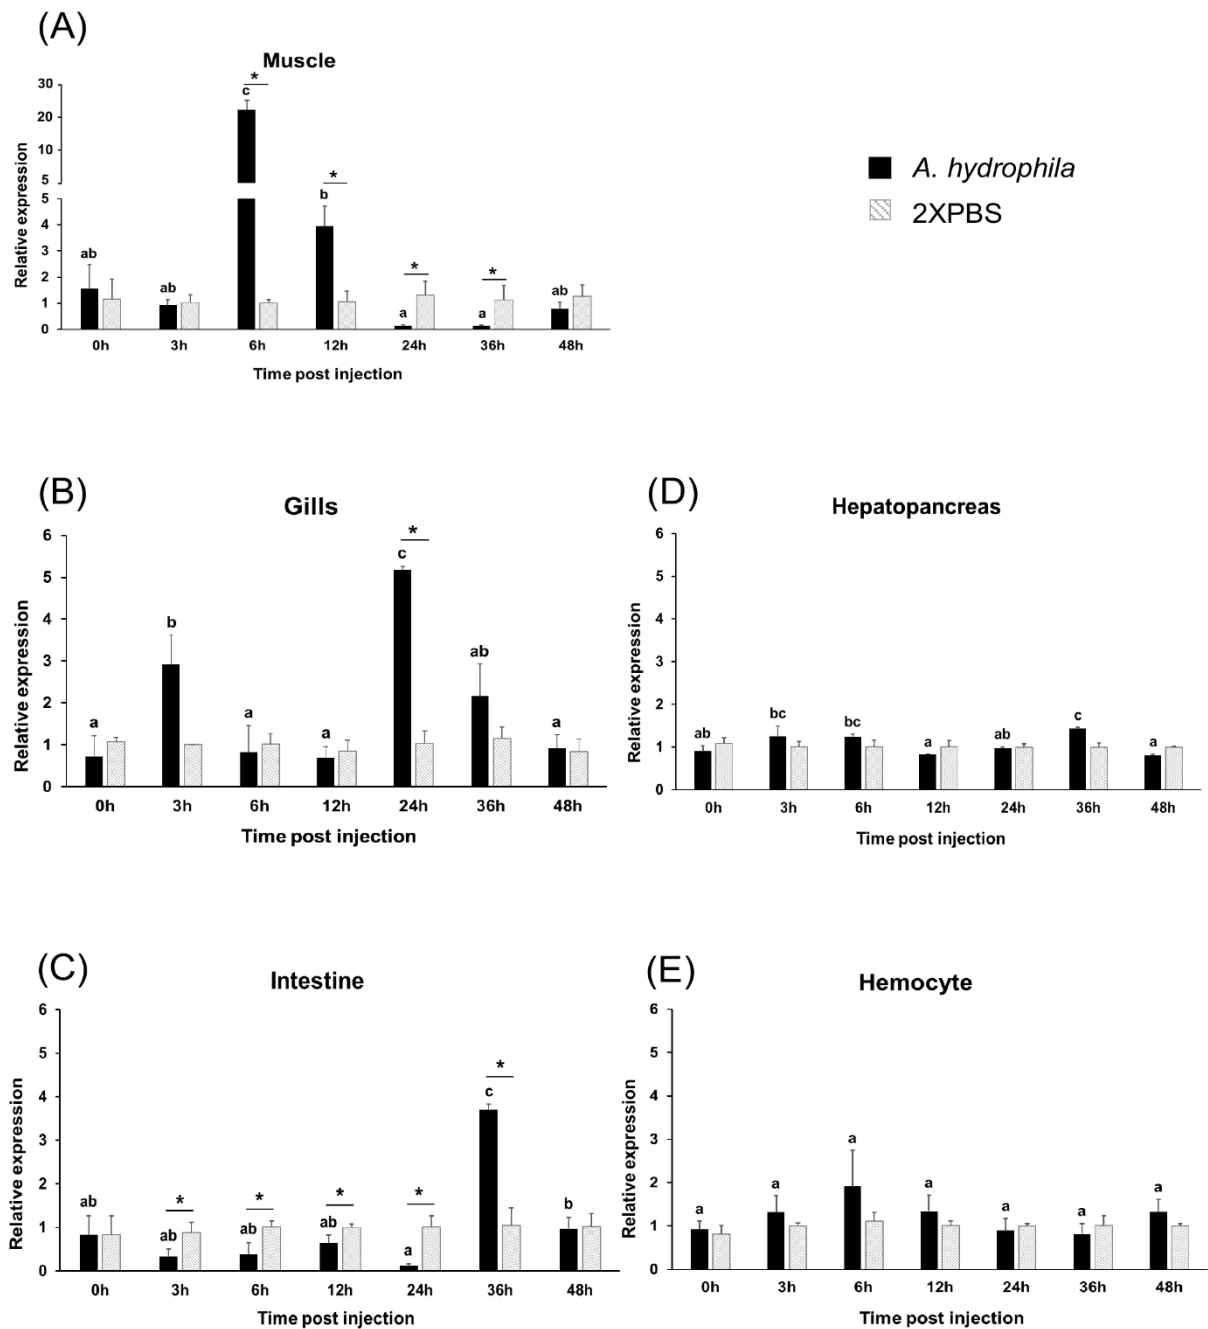 (A)
Muscle
Relative expression
30
20
10
5
5
4
3
2
1
0
ab
ab
c
*
b
*
a
*
a
*
ab
0h 3h 6h 12h 24h 36h 48h
Time post injection
A. hydrophila
2XPBS
(B)
Gills
Relative expression
6
5
4
3
2
1
0
a
b
a
a
c
*
ab
a
0h 3h 6h 12h 24h 36h 48h
Time post injection
(D)
Hepatopancreas
Relative expression
6
5
4
3
2
1
0
ab
bc
bc
a
ab
c
a
0h 3h 6h 12h 24h 36h 48h
Time post injection
(C)
Intestine
Relative expression
6
5
4
3
2
1
0
ab
*
ab
*
ab
*
ab
*
a
*
c
b
0h 3h 6h 12h 24h 36h 48h
Time post injection
(E)
Hemocyte
Relative expression
6
5
4
3
2
1
0
a
a
a
a
a
a
a
0h 3h 6h 12h 24h 36h 48h
Time post injection